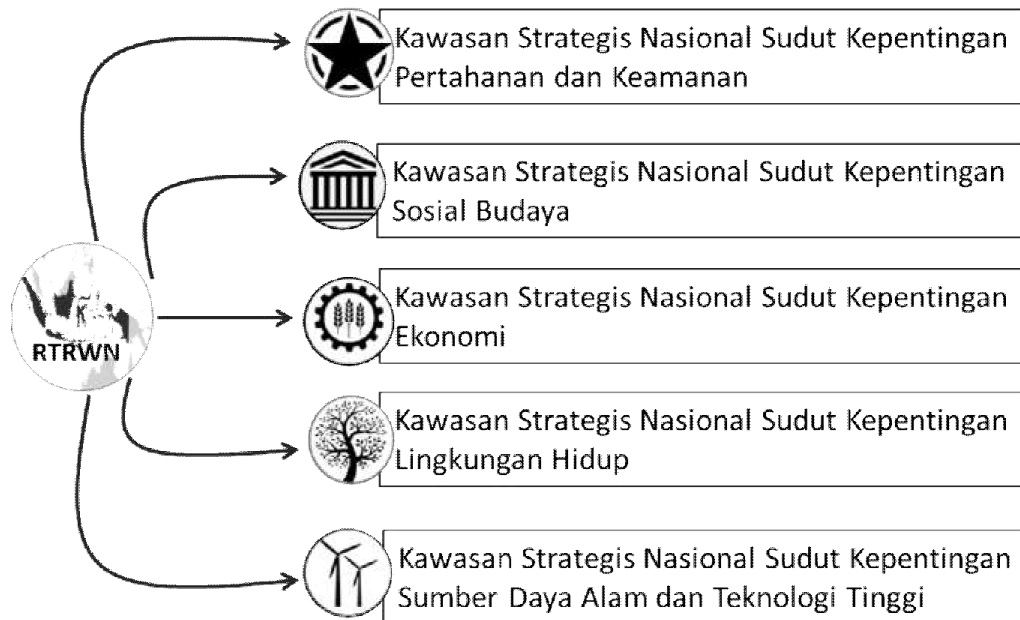 Kawasan Strategis Nasional Sudut Kepentingan
Pertahanan dan Keamanan
Kawasan Strategis Nasional Sudut Kepentingan
Sosial Budaya
RTRWN
Kawasan Strategis Nasional Sudut Kepentingan
Ekonomi
Kawasan Strategis Nasional Sudut Kepentingan
Lingkungan Hidup
Kawasan Strategis Nasional Sudut Kepentingan
Sumber Daya Alam dan Teknologi Tinggi